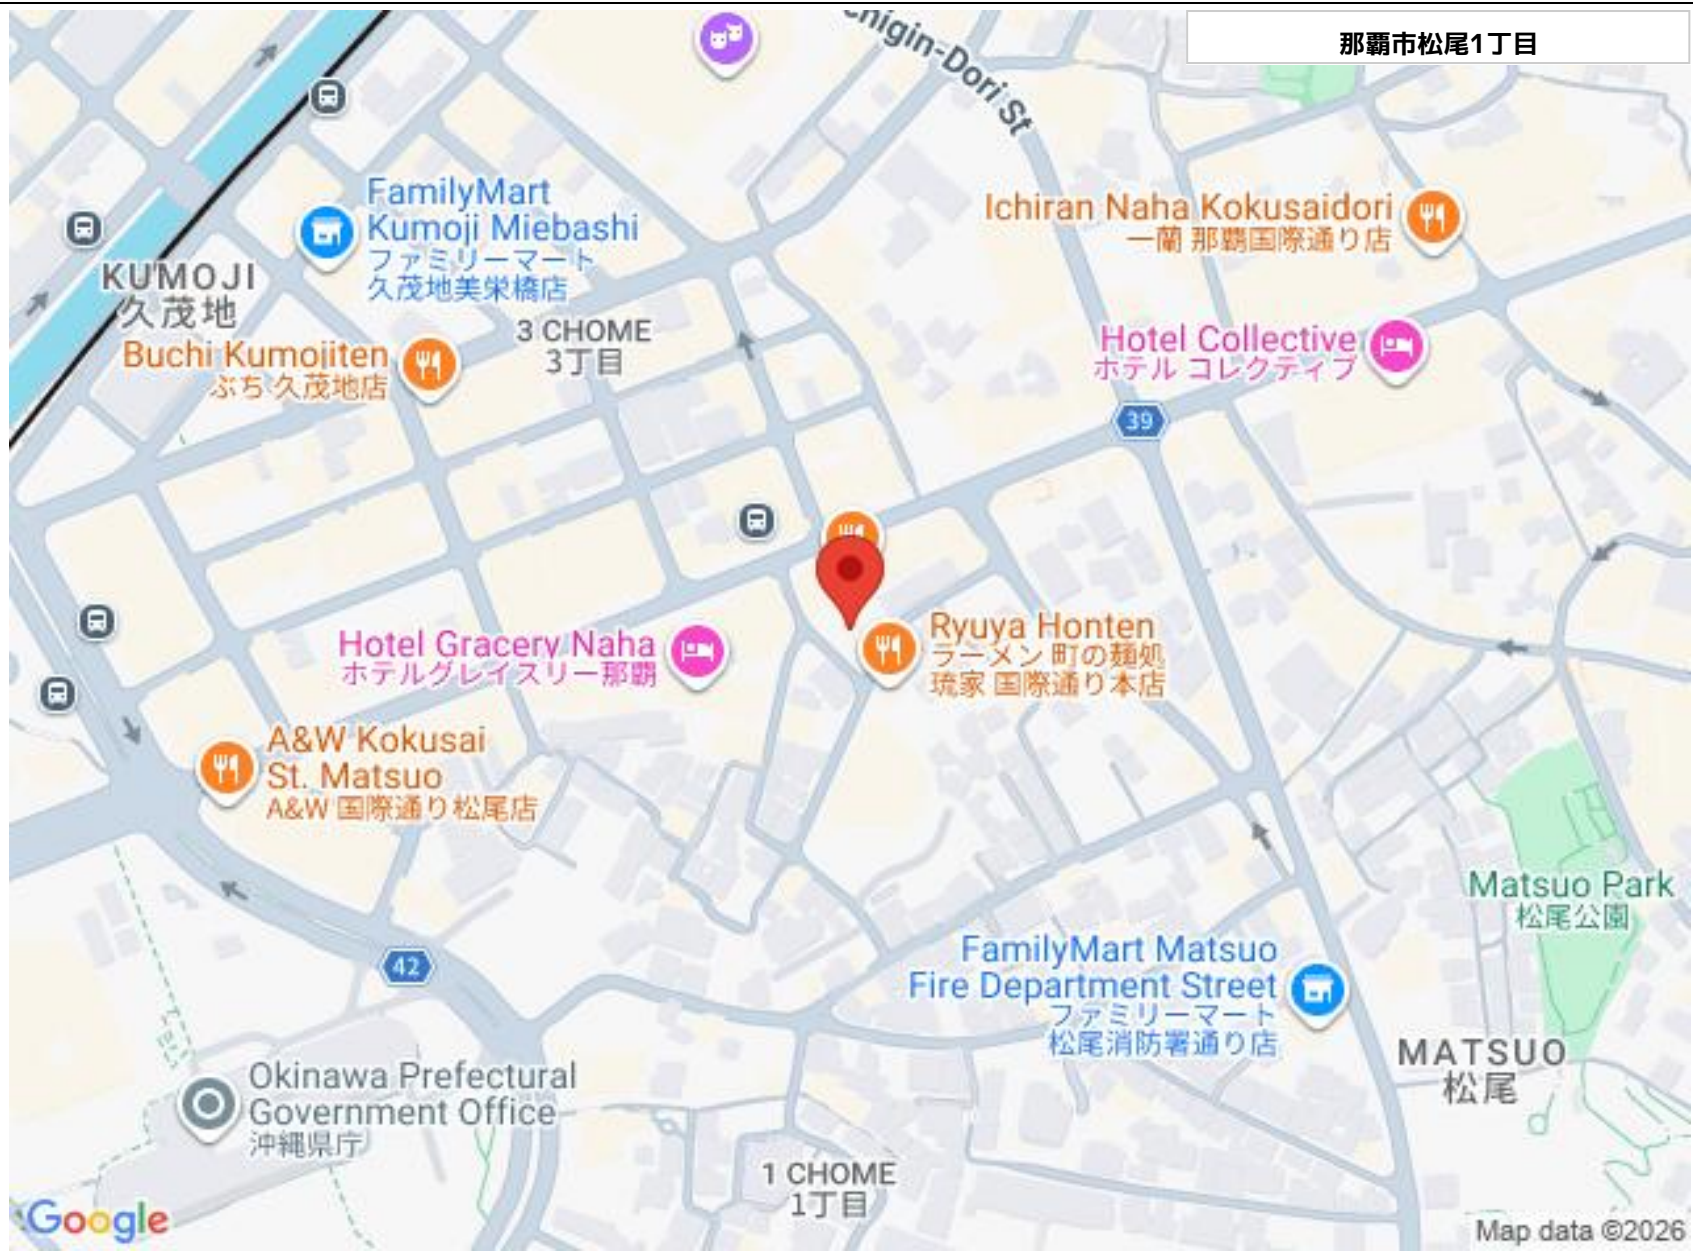 那覇市松尾1丁目
chigin-Dori St
FamilyMart
Kumoji Miebashi
ファミリーマート
久茂地美栄橋店
Ichiran Naha Kokusaidori
一蘭 那覇国際通り店
KUMOJI
久茂地
3 CHOME
3丁目
Buchi Kumojiten
ぶち 久茂地店
Hotel Collective
ホテル コレクティブ
39
Hotel Gracery Naha
ホテルグレイスリー那覇
Ryuya Honten
ラーメン 町の麺処
琉家 国際通り本店
A&W Kokusai
St. Matsuo
A&W 国際通り松尾店
Matsuo Park
松尾公園
42
FamilyMart Matsuo
Fire Department Street
ファミリーマート
松尾消防署通り店
MATSUO
松尾
Okinawa Prefectural
Government Office
沖縄県庁
1 CHOME
1丁目
Google
Map data ©2026